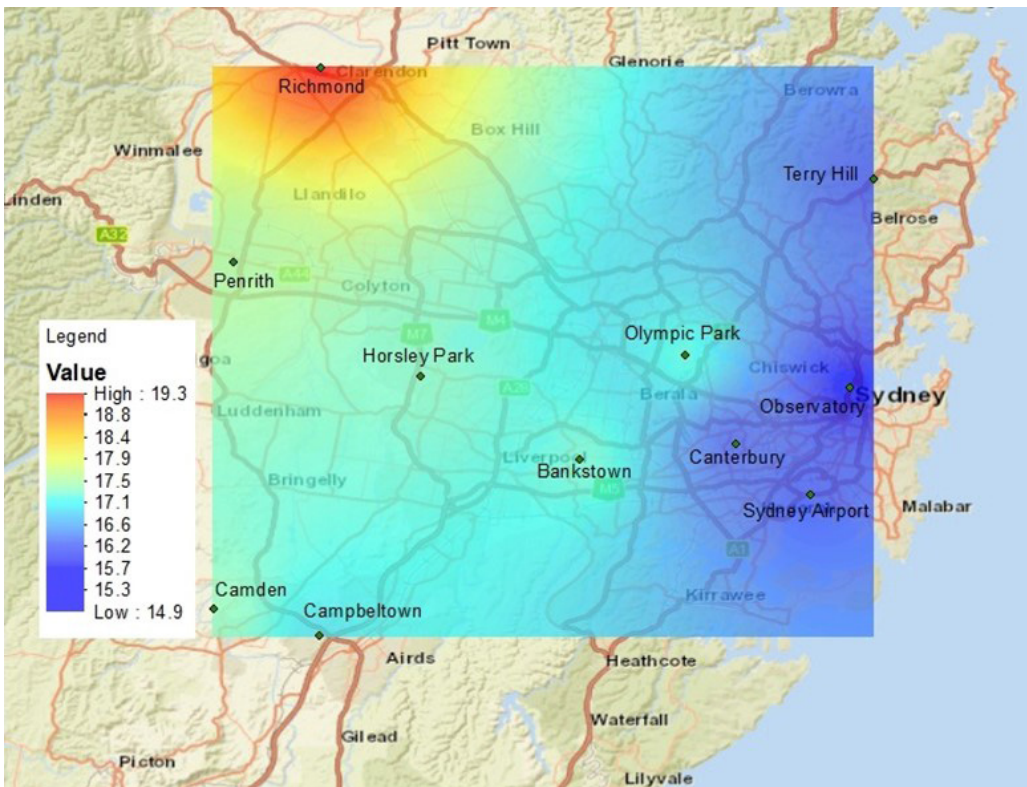 Pitt Town
Glenorie
Clarendon
Richmond
Berowra
Box Hill
Winmalee
Terry Hill
Llandilo
Linden
Belrose
A32
Penrith
A44
Colyton
M7
M4
Olympic Park
Legend
Horsley Park
Chiswick
Value
High : 19.3
18.8
18.4
17.9
17.5
17.1
16.6
16.2
15.7
15.3
Low : 14.9
A28
Berala
Sydney
Observatory
Luddenham
Liverpool
Canterbury
Bankstown
Bringelly
M5
Sydney Airport
Malabar
A1
Camden
Kirrawee
Campbeltown
Airds
Heathcote
Waterfall
Gilead
Picton
Lilyvale